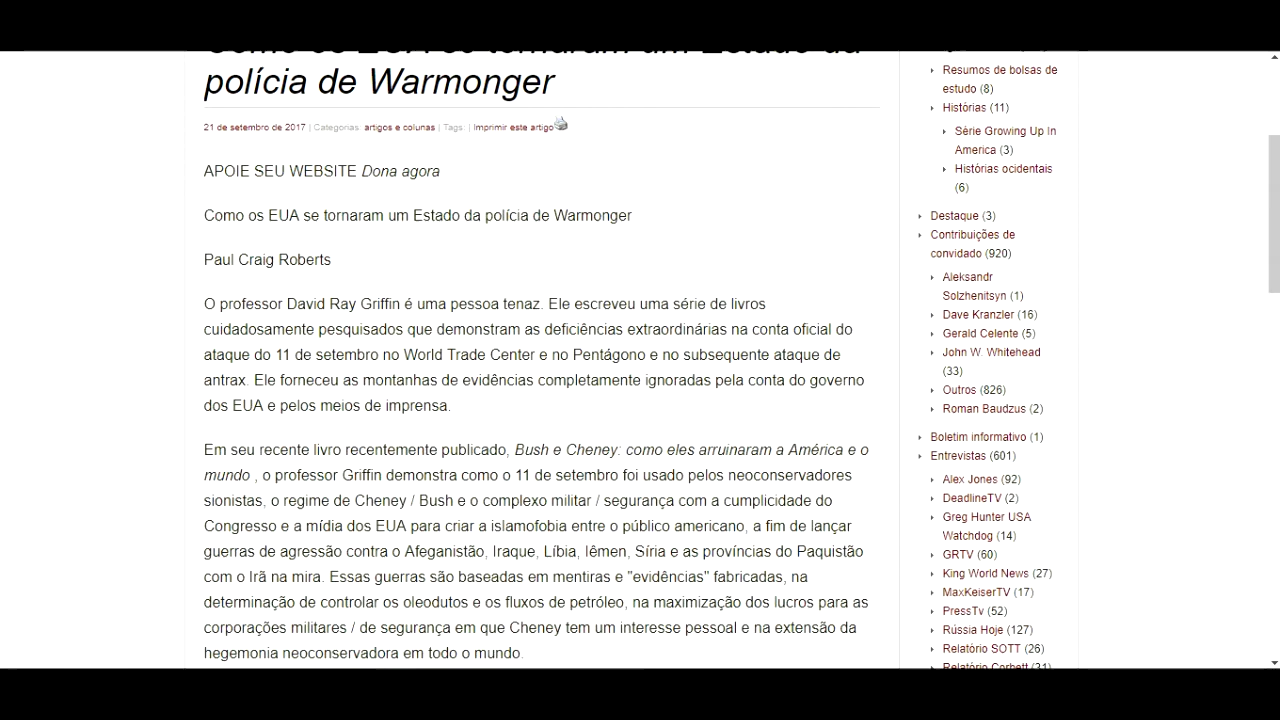 Como os EUA se tornaram um Estado da
polícia de Warmonger
21 de setembro de 2017 | Categorias: artigos e colunas | Tags: | Imprimir este artigo
APOIE SEU WEBSITE Dona agora
Como os EUA se tornaram um Estado da polícia de Warmonger
Paul Craig Roberts
O professor David Ray Griffin é uma pessoa tenaz. Ele escreveu uma série de livros
cuidadosamente pesquisados que demonstram as deficiências extraordinárias na conta oficial do
ataque do 11 de setembro no World Trade Center e no Pentágono e no subsequente ataque de
antrax. Ele forneceu as montanhas de evidências completamente ignoradas pela conta do governo
dos EUA e pelos meios de imprensa.
Em seu recente livro recentemente publicado, Bush e Cheney: como eles arruinaram a América e o
mundo , o professor Griffin demonstra como o 11 de setembro foi usado pelos neoconservadores
sionistas, o regime de Cheney / Bush e o complexo militar / segurança com a cumplicidade do
Congresso e a mídia dos EUA para criar a islamofobia entre o público americano, a fim de lançar
guerras de agressão contra o Afeganistão, Iraque, Líbia, Iêmen, Síria e as províncias do Paquistão
com o Irã na mira. Essas guerras são baseadas em mentiras e "evidências" fabricadas, na
determinação de controlar os oleodutos e os fluxos de petróleo, na maximização dos lucros para as
corporações militares / de segurança em que Cheney tem um interesse pessoal e na extensão da
hegemonia neoconservadora em todo o mundo.
Resumos de bolsas de
estudo (8)
Histórias (11)
Série Growing Up In
America (3)
Histórias ocidentais
(6)
Destaque (3)
Contribuições de
convidado (920)
Aleksandr
Solzhenitsyn (1)
Dave Kranzler (16)
Gerald Celente (5)
John W. Whitehead
(33)
Outros (826)
Roman Baudzus (2)
Boletim informativo (1)
Entrevistas (601)
Alex Jones (92)
DeadlineTV (2)
Greg Hunter USA
Watchdog (14)
GRTV (60)
King World News (27)
MaxKeiserTV (17)
PressTv (52)
Rússia Hoje (127)
Relatório SOTT (26)
Relatório Corbett (31)